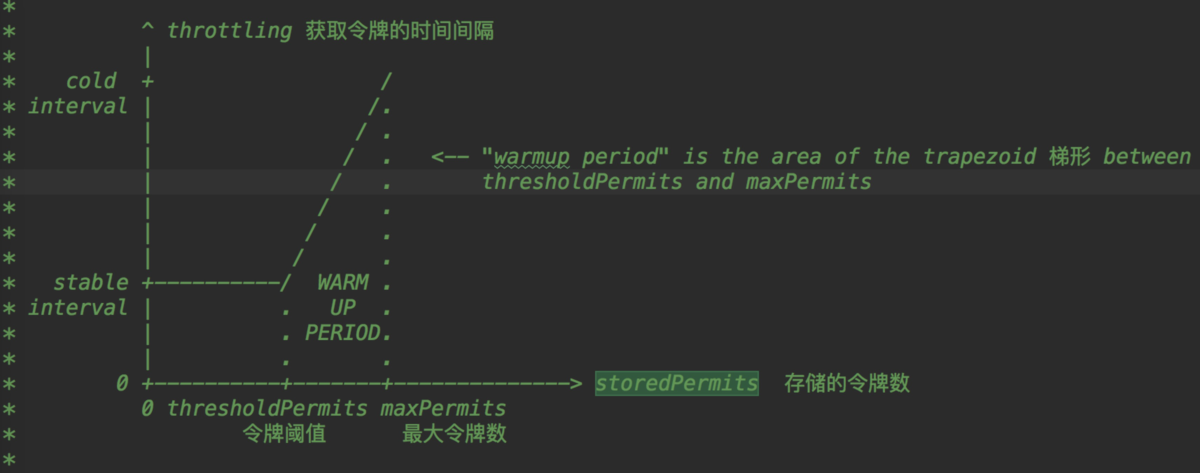 *
* ^ throttling 获取令牌的时间间隔
* |
* cold + /
* interval | /.
* | / .
* | / . <—— "warmup period" is the area of the trapezoid 梯形 between
* | / . thresholdPermits and maxPermits
* | / .
* | / .
* | / .
* stable +----------/ WARM .
* interval | . UP .
* | . PERIOD.
* | . .
* 0 +----------+-------+--------------> storedPermits 存储的令牌数
* 0 thresholdPermits maxPermits
* 令牌阈值 最大令牌数
*